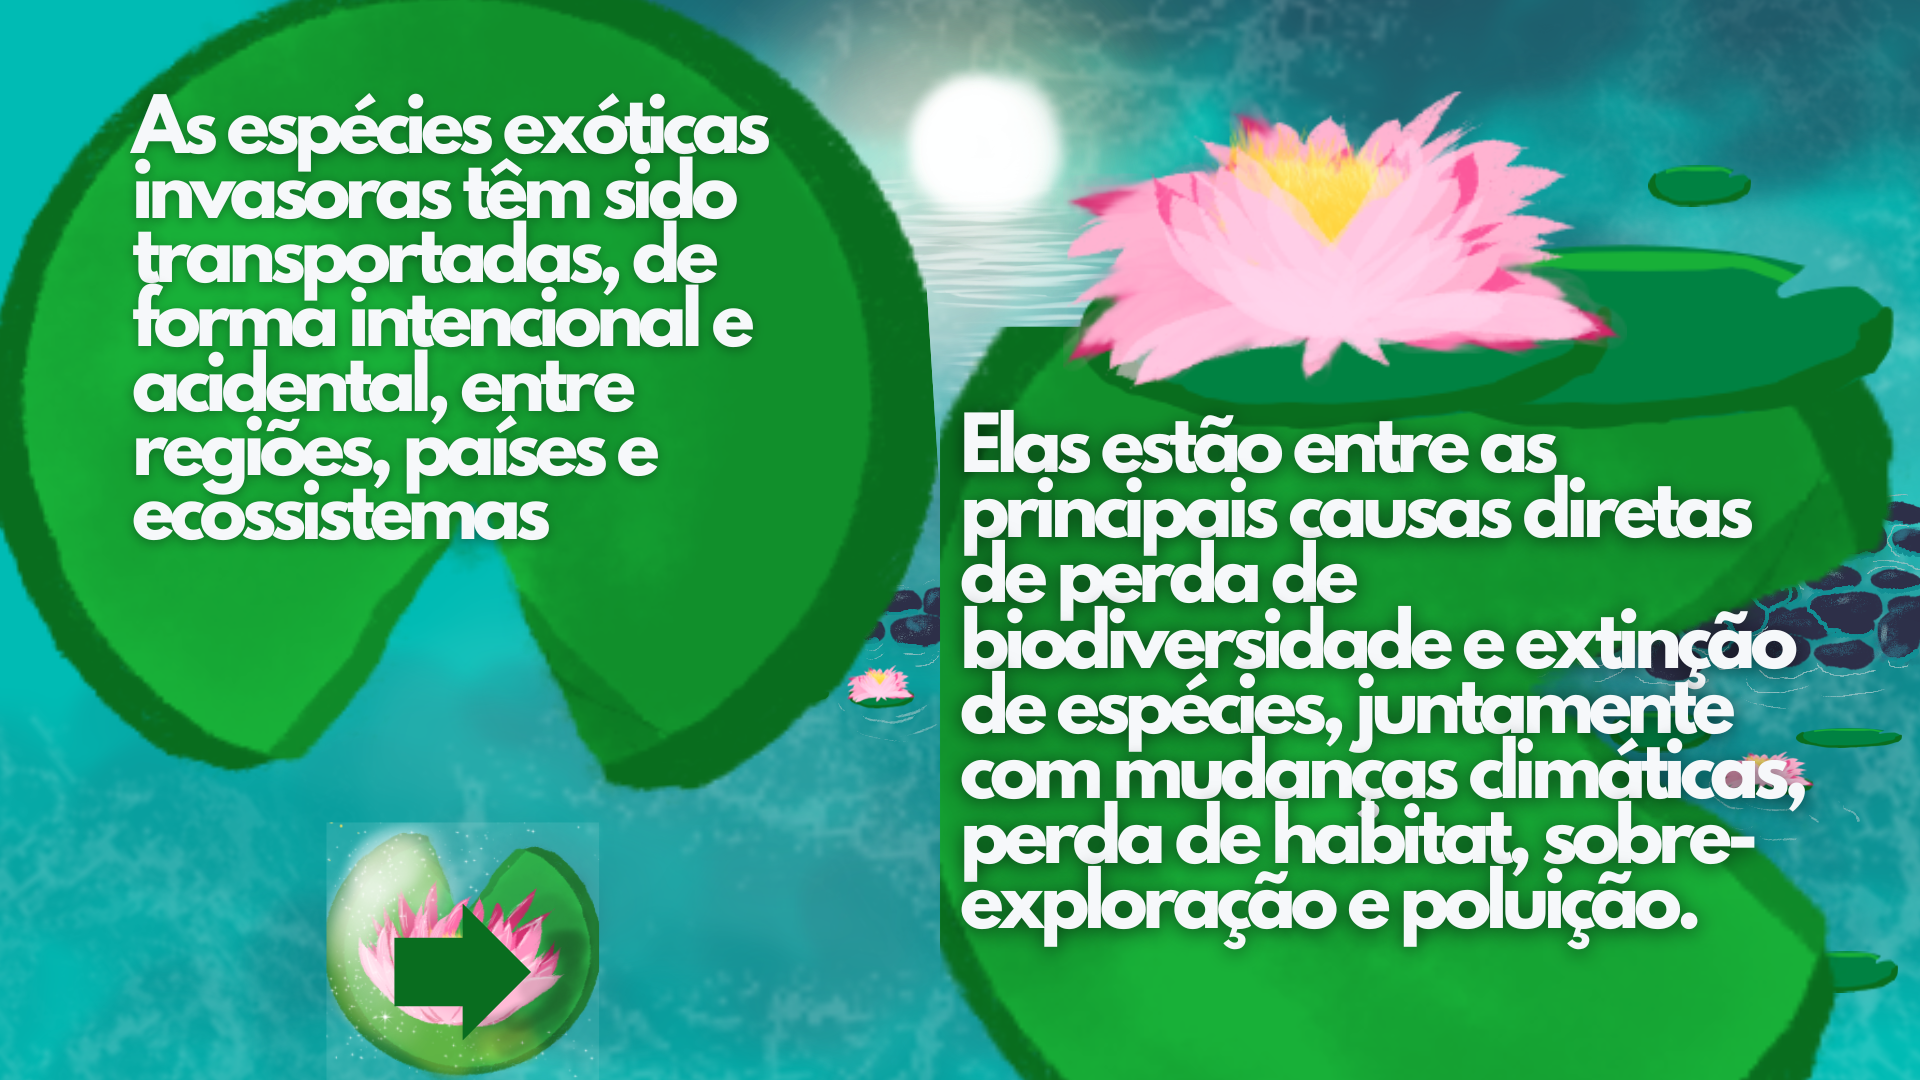 As espécies exóticas
invasoras têm sido
transportadas, de
forma intencional e
acidental, entre
regiões, países e
ecossistemas
Elas estão entre as
principais causas diretas
de perda de
biodiversidade e extinção
de espécies, juntamente
com mudanças climáticas,
perda de habitat, sobre-
exploração e poluição.